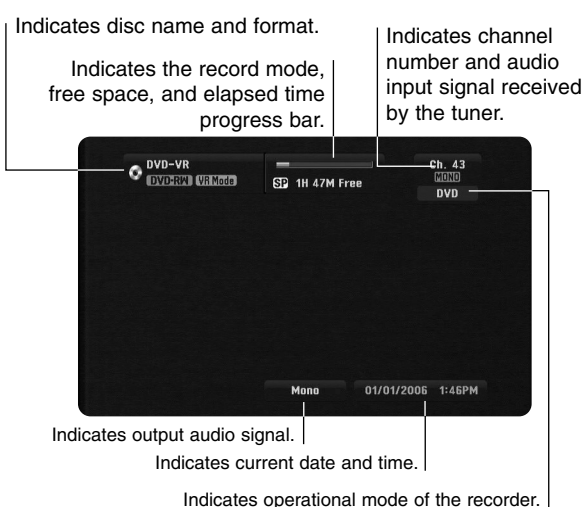 Indicates disc name and format.
Indicates the record mode,
free space, and elapsed time
progress bar.
Indicates channel
number and audio
input signal received
by the tuner.
DVD-VR
DVD-RW VR Mode
SP 1H 47M Free
Ch. 43
MONO
DVD
Mono
01/01/2006 1:46PM
Indicates output audio signal.
Indicates current date and time.
Indicates operational mode of the recorder.